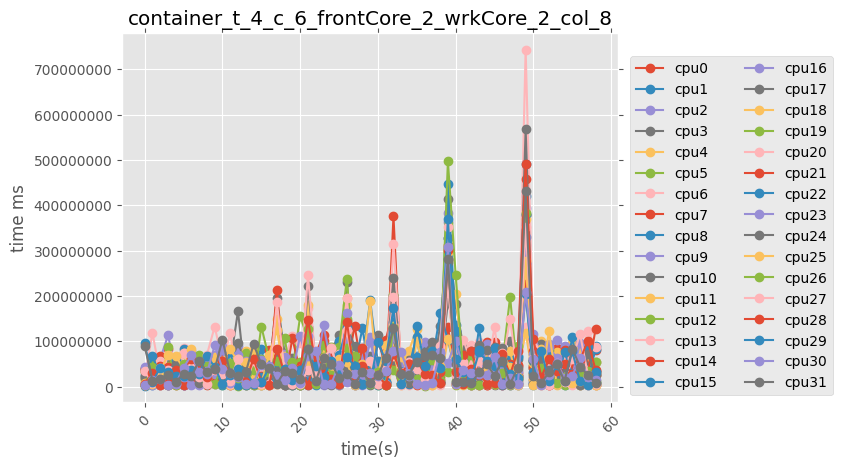 container_t_4_c_6_frontCore_2_wrkCore_2_col_8
time ms
700000000
600000000
500000000
400000000
300000000
200000000
100000000
0
0
10
20
30
40
50
60
time(s)
cpu0
cpu1
cpu2
cpu3
cpu4
cpu5
cpu6
cpu7
cpu8
cpu9
cpu10
cpu11
cpu12
cpu13
cpu14
cpu15
cpu16
cpu17
cpu18
cpu19
cpu20
cpu21
cpu22
cpu23
cpu24
cpu25
cpu26
cpu27
cpu28
cpu29
cpu30
cpu31